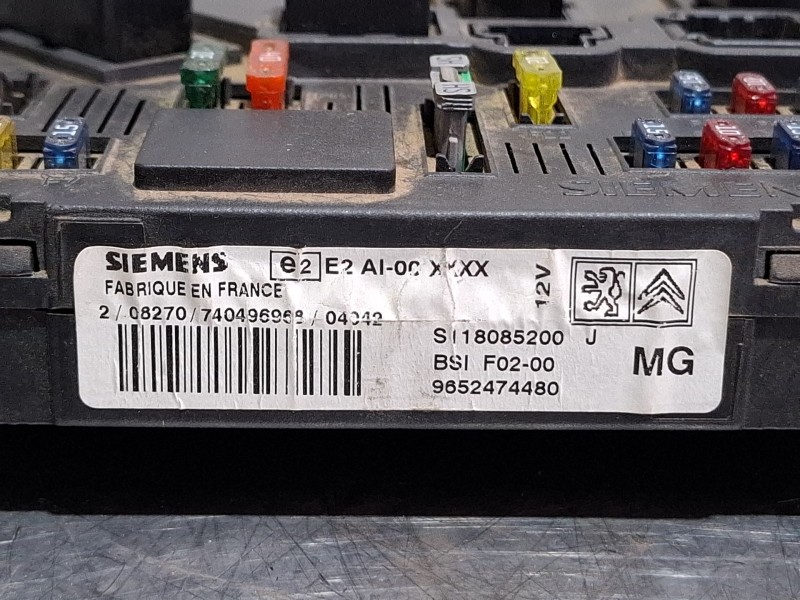 SIEMENS
SIEMENS e2 E2 AI-00 XXXX
FABRIQUE EN FRANCE
2/08270/740496968/04042
12V
S118085200 J
BSI F02-00
9652474480
MG